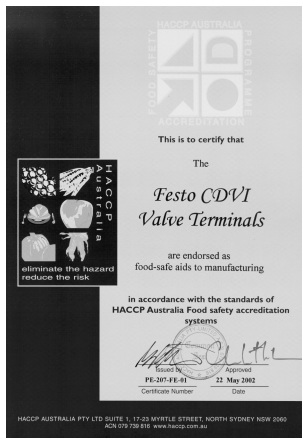 HACCP AUSTRALIA
FOOD SAFETY
PROGRAMME
ACCREDITATION
This is to certify that
The
Festo CDVI
Valve Terminals
are endorsed as
food-safe aids to manufacturing
HACCP
Australia
eliminate the hazard
reduce the risk
in accordance with the standards of
HACCP Australia Food safety accreditation
systems
Issued by
Approved
PE-207-FE-01
22 May 2002
Certificate Number
Date
HACCP AUSTRALIA PTY LTD SUITE 1, 17-23 MYRTLE STREET, NORTH SYDNEY NSW 2060
ACN 079 739 816 www.haccp.com.au